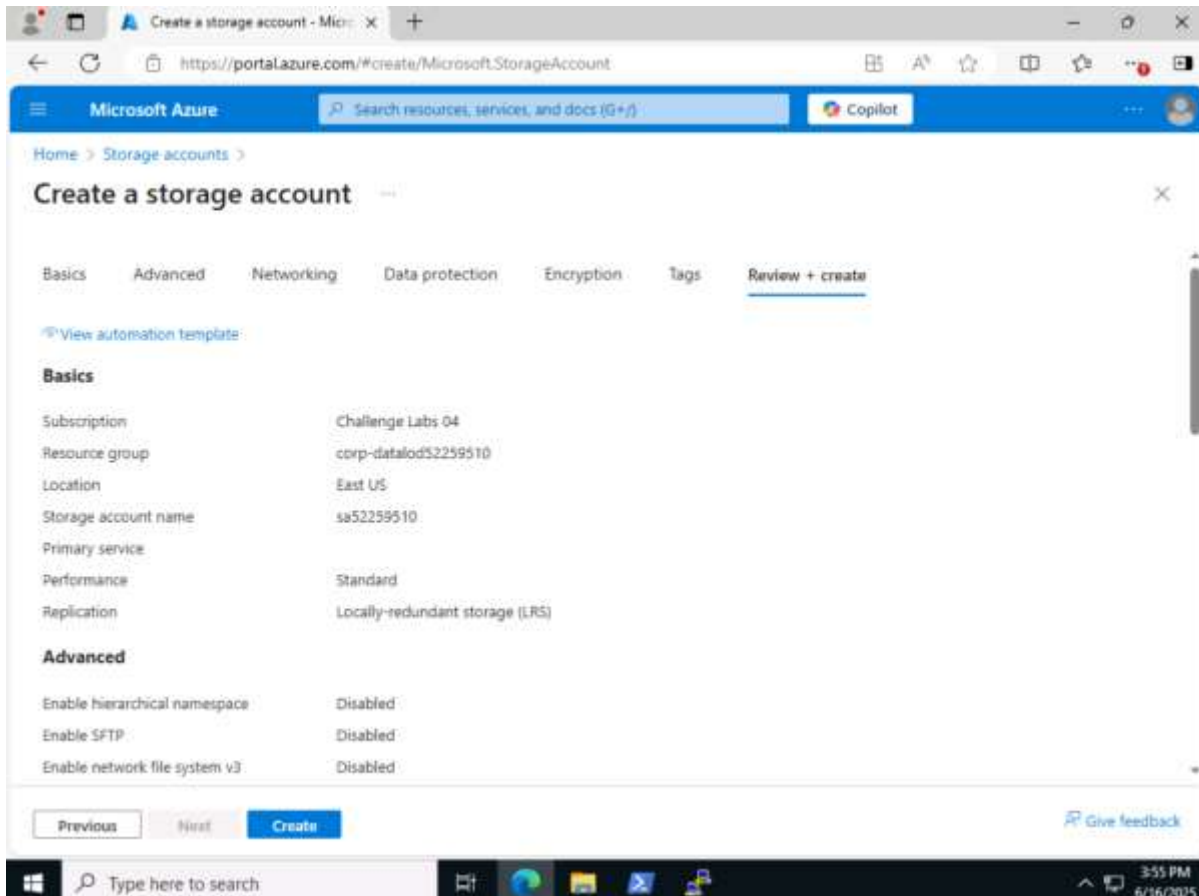 Create a storage account - Micr
https://portal.azure.com/#create/Microsoft.StorageAccount
Microsoft Azure
Search resources, services, and docs (G+/)
Copilot
Home > Storage accounts >
Create a storage account ...
Basics Advanced Networking Data protection Encryption Tags Review + create
View automation template
Basics
Subscription Challenge Labs 04
Resource group corp-datalod52259510
Location East US
Storage account name sa52259510
Primary service
Performance Standard
Replication Locally-redundant storage (LRS)
Advanced
Enable hierarchical namespace Disabled
Enable SFTP Disabled
Enable network file system v3 Disabled
Previous Next Create Give feedback
Type here to search
3:55 PM
6/16/2025